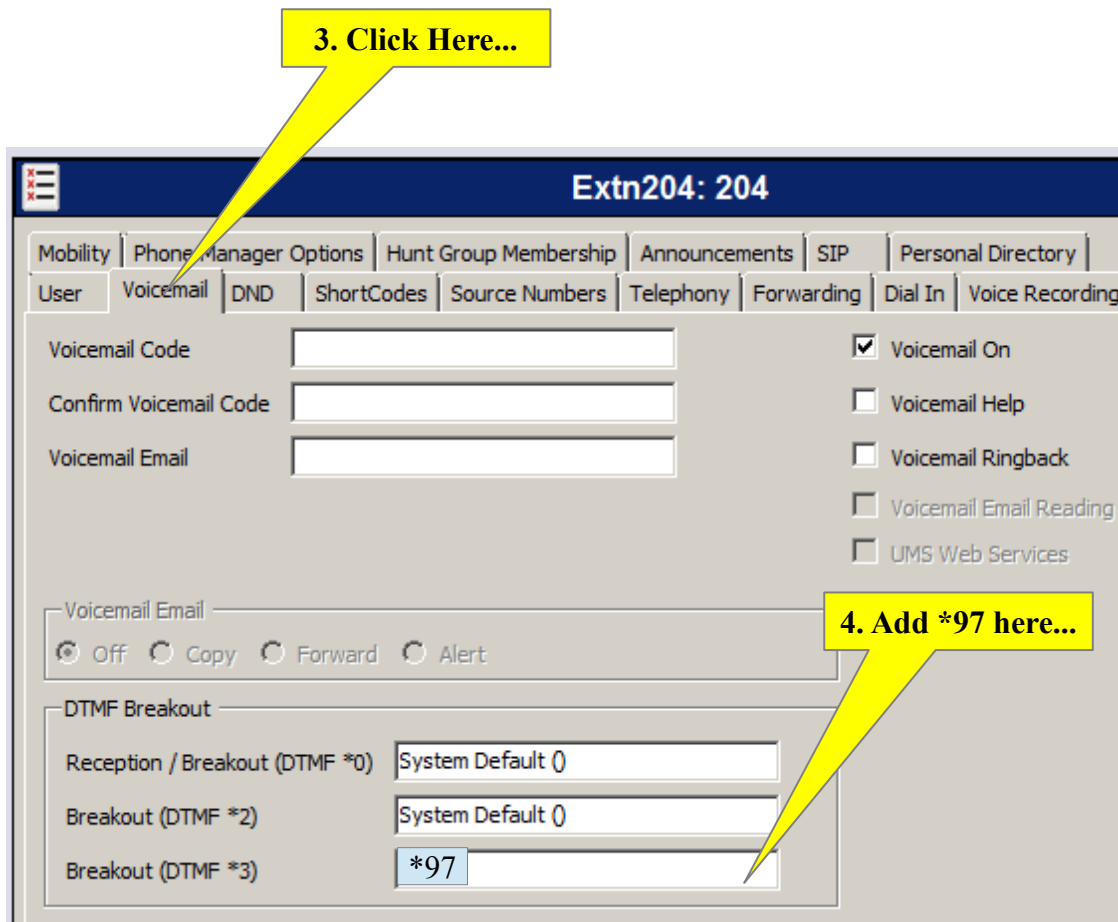 3. Click Here...
Extn204: 204
Mobility Phone Manager Options Hunt Group Membership Announcements SIP Personal Directory
User Voicemail DND ShortCodes Source Numbers Telephony Forwarding Dial In Voice Recording
Voicemail Code
Voicemail On
Confirm Voicemail Code
Voicemail Help
Voicemail Email
Voicemail Ringback
Voicemail Email Reading
UMS Web Services
Voicemail Email
4. Add *97 here...
Off Copy Forward Alert
DTMF Breakout
Reception / Breakout (DTMF *0) System Default ()
Breakout (DTMF *2) System Default ()
Breakout (DTMF *3) *97